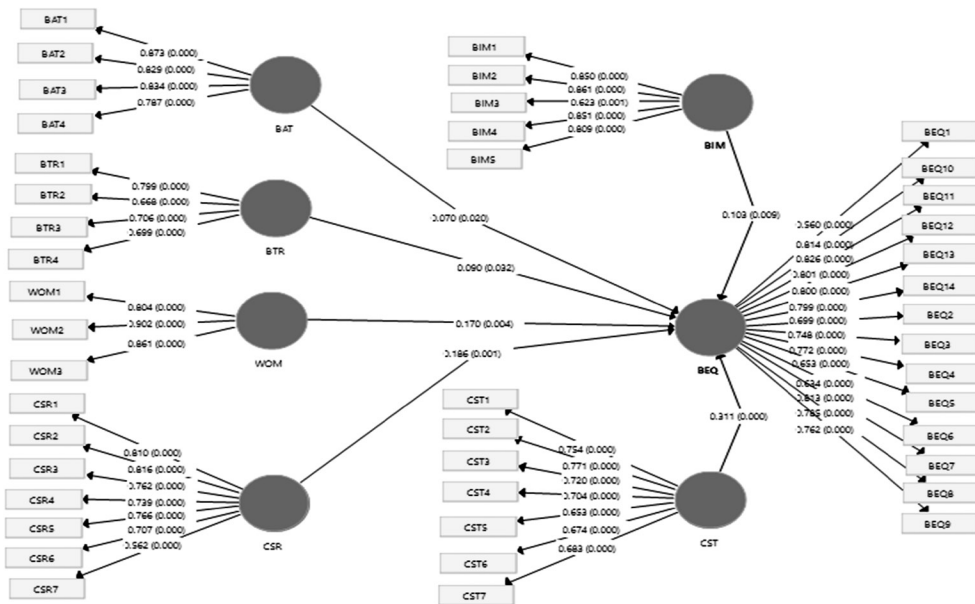 BAT1
BAT2
BAT3
BAT4
0.873 (0.000)
0.829 (0.000)
0.834 (0.000)
0.787 (0.000)
BAT
BTR1
BTR2
BTR3
BTR4
0.799 (0.000)
0.668 (0.000)
0.706 (0.000)
0.699 (0.000)
BTR
WOM1
WOM2
WOM3
0.804 (0.000)
0.902 (0.000)
0.861 (0.000)
WOM
CSR1
CSR2
CSR3
CSR4
CSR5
CSR6
CSR7
0.810 (0.000)
0.816 (0.000)
0.762 (0.000)
0.739 (0.000)
0.766 (0.000)
0.707 (0.000)
0.562 (0.000)
CSR
BIM1
BIM2
BIM3
BIM4
BIM5
0.850 (0.000)
0.861 (0.000)
0.623 (0.001)
0.851 (0.000)
0.809 (0.000)
BIM
0.070 (0.020)
0.090 (0.032)
0.170 (0.004)
0.186 (0.001)
0.103 (0.009)
0.311 (0.000)
BEQ
CST1
CST2
CST3
CST4
CST5
CST6
CST7
0.754 (0.000)
0.771 (0.000)
0.720 (0.000)
0.704 (0.000)
0.653 (0.000)
0.674 (0.000)
0.683 (0.000)
CST
0.560 (0.000)
0.814 (0.000)
0.826 (0.000)
0.801 (0.000)
0.800 (0.000)
0.799 (0.000)
0.699 (0.000)
0.748 (0.000)
0.772 (0.000)
0.653 (0.000)
0.634 (0.000)
0.813 (0.000)
0.785 (0.000)
0.762 (0.000)
BEQ1
BEQ10
BEQ11
BEQ12
BEQ13
BEQ14
BEQ2
BEQ3
BEQ4
BEQ5
BEQ6
BEQ7
BEQ8
BEQ9